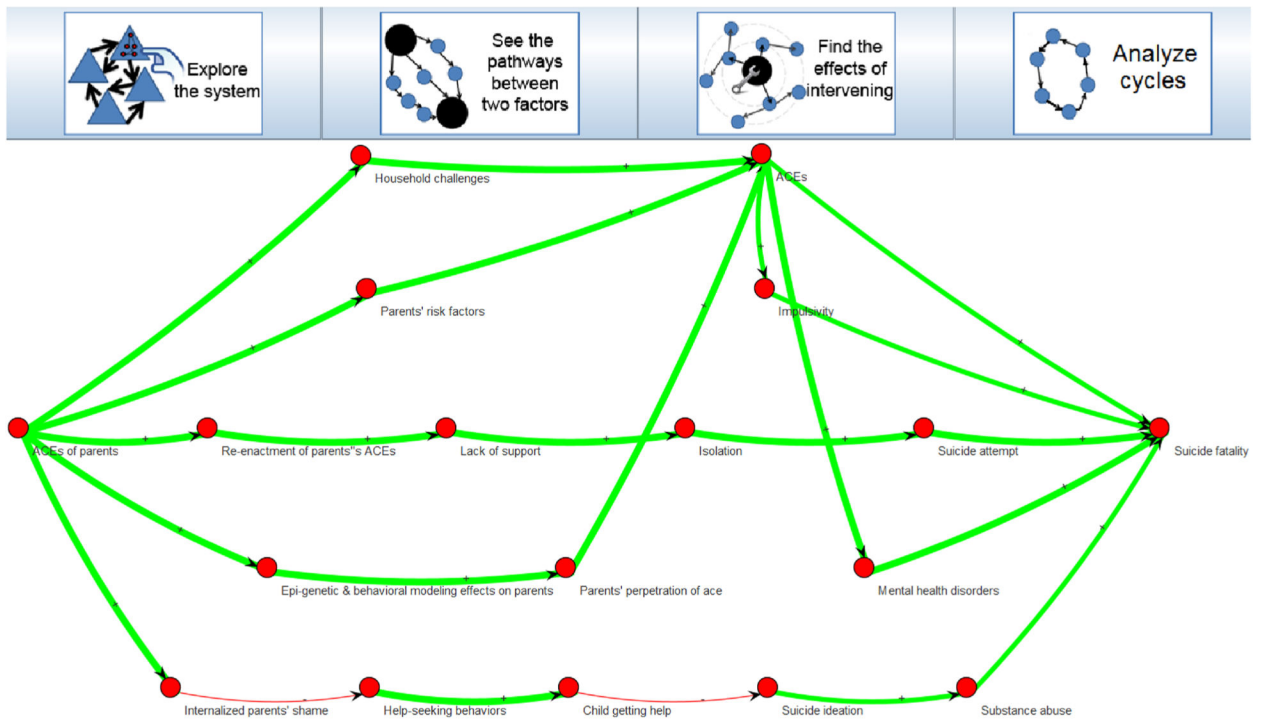 Explore
the system
See the
pathways
between
two factors
Find the
effects of
intervening
Analyze
cycles
Household challenges
ACEs
Parents' risk factors
Impulsivity
ACEs of parents
Re-enactment of parents"s ACEs
Lack of support
Isolation
Suicide attempt
Suicide fatality
Epi-genetic & behavioral modeling effects on parents
Parents' perpetration of ace
Mental health disorders
Internalized parents' shame
Help-seeking behaviors
Child getting help
Suicide ideation
Substance abuse